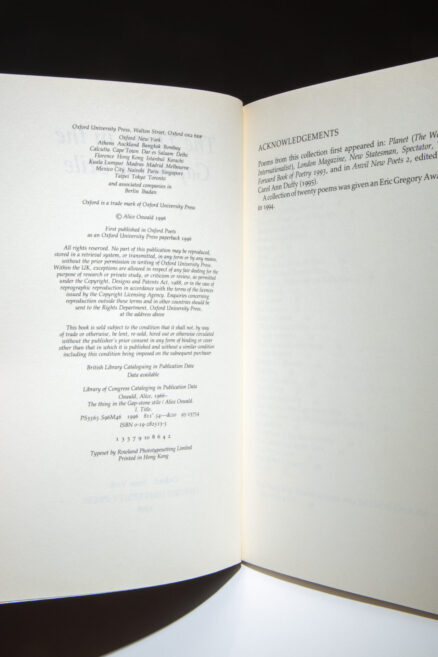 Oxford University Press, Walton Street, Oxford OX2 6DP
Oxford New York
Athens Auckland Bangkok Bombay
Calcutta Cape Town Dar es Salaam Delhi
Florence Hong Kong Istanbul Karachi
Kuala Lumpur Madras Madrid Melbourne
Mexico City Nairobi Paris Singapore
Taipei Tokyo Toronto
and associated companies in
Berlin Ibadan
Oxford is a trade mark of Oxford University Press
© Alice Oswald 1996
First published in Oxford Poets
as an Oxford University Press paperback 1996
All rights reserved. No part of this publication may be reproduced,
stored in a retrieval system, or transmitted, in any form or by any means,
without the prior permission in writing of Oxford University Press.
Within the UK, exceptions are allowed in respect of any fair dealing for the
purpose of research or private study, or criticism or review, as permitted
under the Copyright, Designs and Patents Act, 1988, or in the case of
reprographic reproduction in accordance with the terms of the licences
issued by the Copyright Licensing Agency. Enquiries concerning
reproduction outside these terms and in other countries should be
sent to the Rights Department, Oxford University Press,
at the address above
This book is sold subject to the condition that it shall not, by way
of trade or otherwise, be lent, re-sold, hired out or otherwise circulated
without the publisher's prior consent in any form of binding or cover
other than that in which it is published and without a similar condition
including this condition being imposed on the subsequent purchaser
British Library Cataloguing in Publication Data
Data available
Library of Congress Cataloging in Publication Data
Oswald, Alice, 1966–
The thing in the Gap-stone stile / Alice Oswald.
I. Title.
PR6065.S98M46 1996 821'.914—dc20
ISBN 0-19-282513-5
1 3 5 7 9 10 8 6 4 2
Typeset by Rowland Phototypesetting Limited
Printed in Hong Kong
ACKNOWLEDGEMENTS
Poems from this collection first appeared in: Planet (The We
Internationalist), London Magazine, New Statesman, Spectator,
Forward Book of Poetry 1995, and in Anvil New Poets 2, edited
Carol Ann Duffy (1995).
A collection of twenty poems was given an Eric Gregory Awa
in 1994.